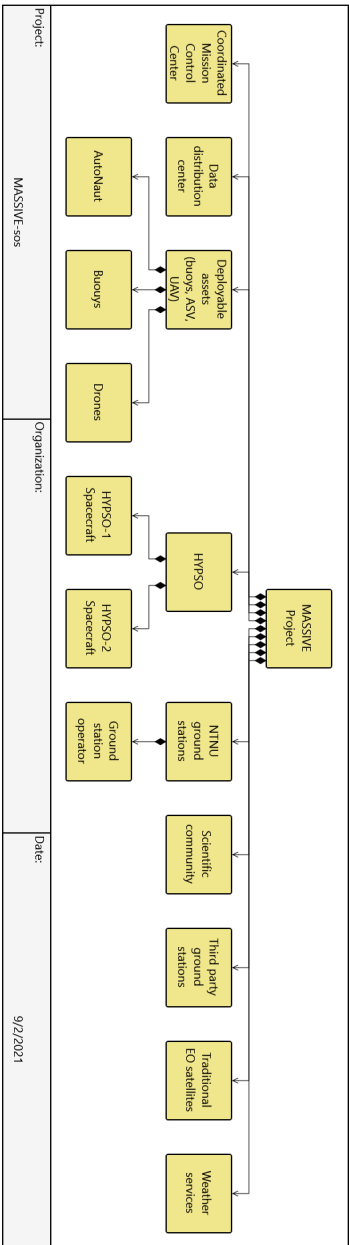 MASSIVE
Project
Coordinated
Mission
Control
Center
Data
distribution
center
Deployable
assets
(buoys, ASV,
UAV)
HYPSO
NTNU
ground
stations
Scientific
community
Third party
ground
stations
Traditional
EO satellites
Weather
services
AutoNaut
Buouys
Drones
HYPSO-1
Spacecraft
HYPSO-2
Spacecraft
Ground
station
operator
Project:
MASSIVE-sos
Organization:
Date:
9/2/2021